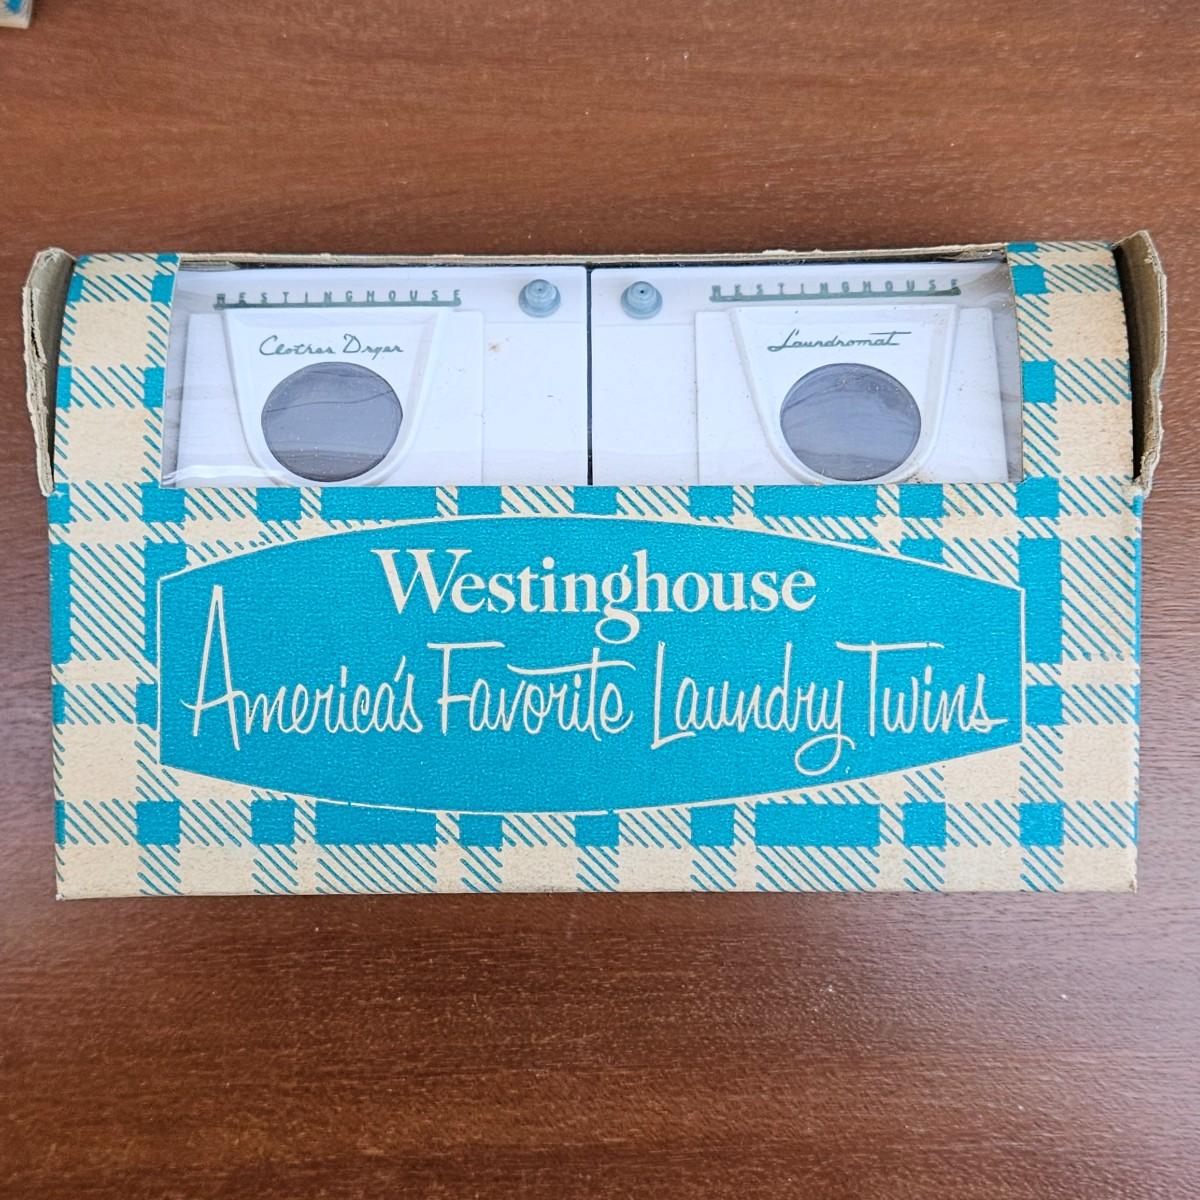 WESTINGHOUSE
Clothes Dryer
WESTINGHOUSE
Laundromat
Westinghouse
America's Favorite Laundry Twins